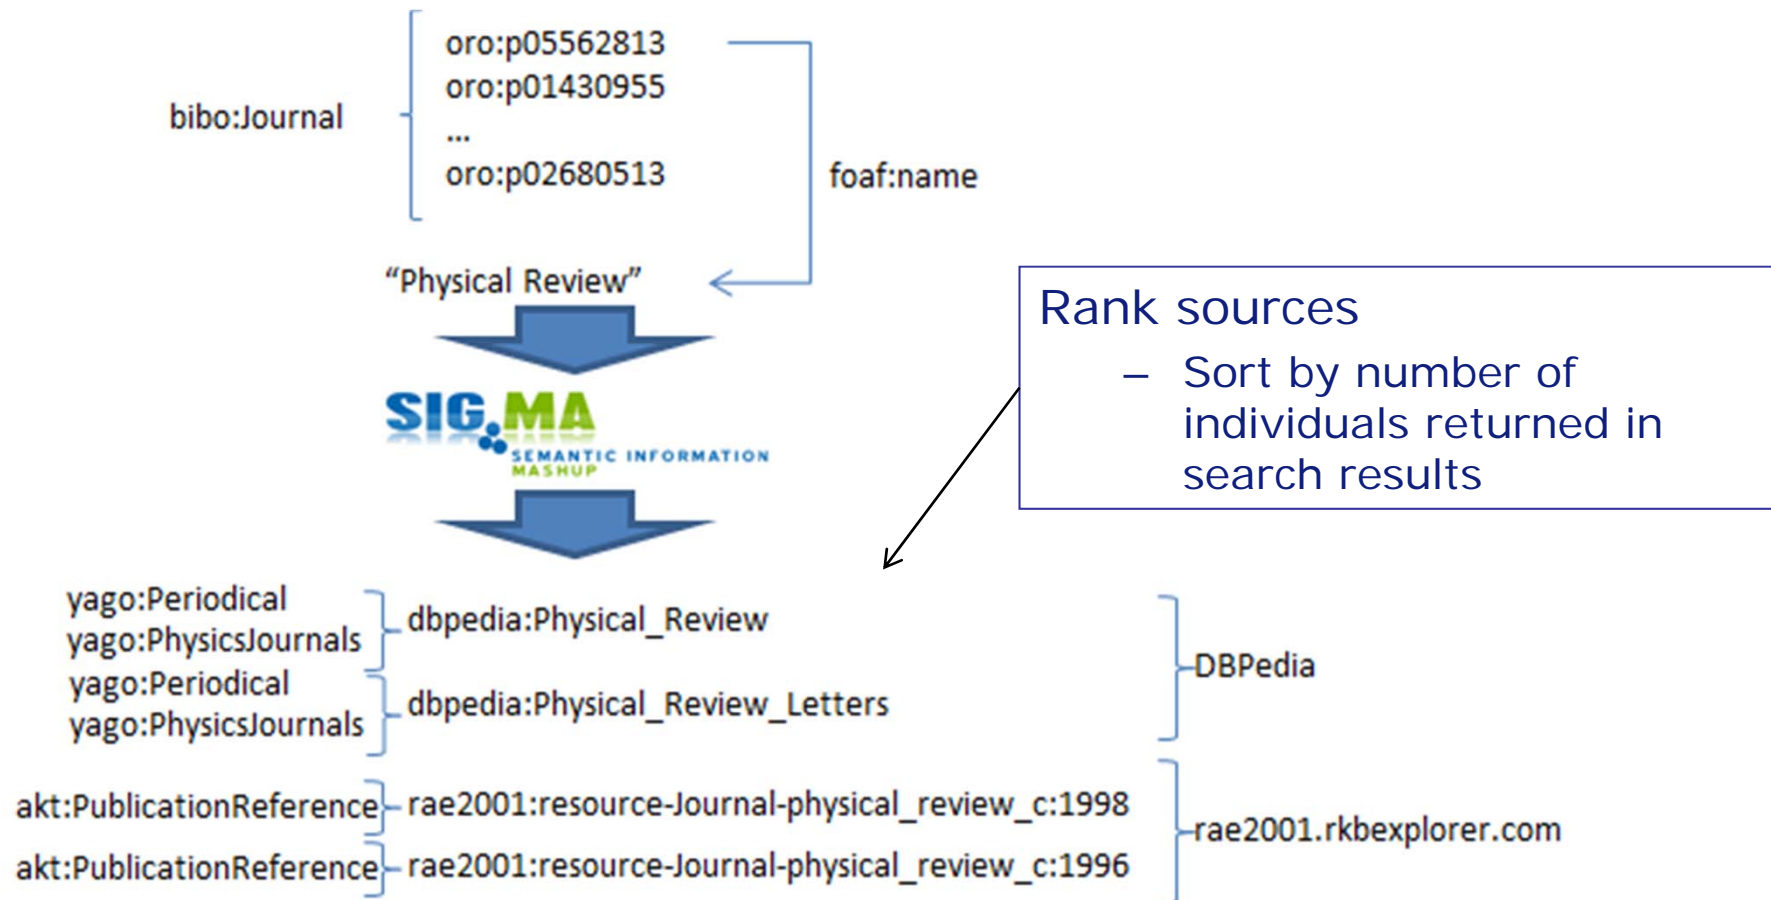 oro:p05562813
oro:p01430955
...
oro:p02680513
bibo:Journal
foaf:name
“Physical Review”
SIG.MA
SEMANTIC INFORMATION
MASHUP
Rank sources
– Sort by number of
individuals returned in
search results
yago:Periodical
yago:PhysicsJournals
dbpedia:Physical_Review
yago:Periodical
yago:PhysicsJournals
dbpedia:Physical_Review_Letters
DBPedia
akt:PublicationReference
rae2001:resource-Journal-physical_review_c:1998
akt:PublicationReference
rae2001:resource-Journal-physical_review_c:1996
rae2001.rkbexplorer.com